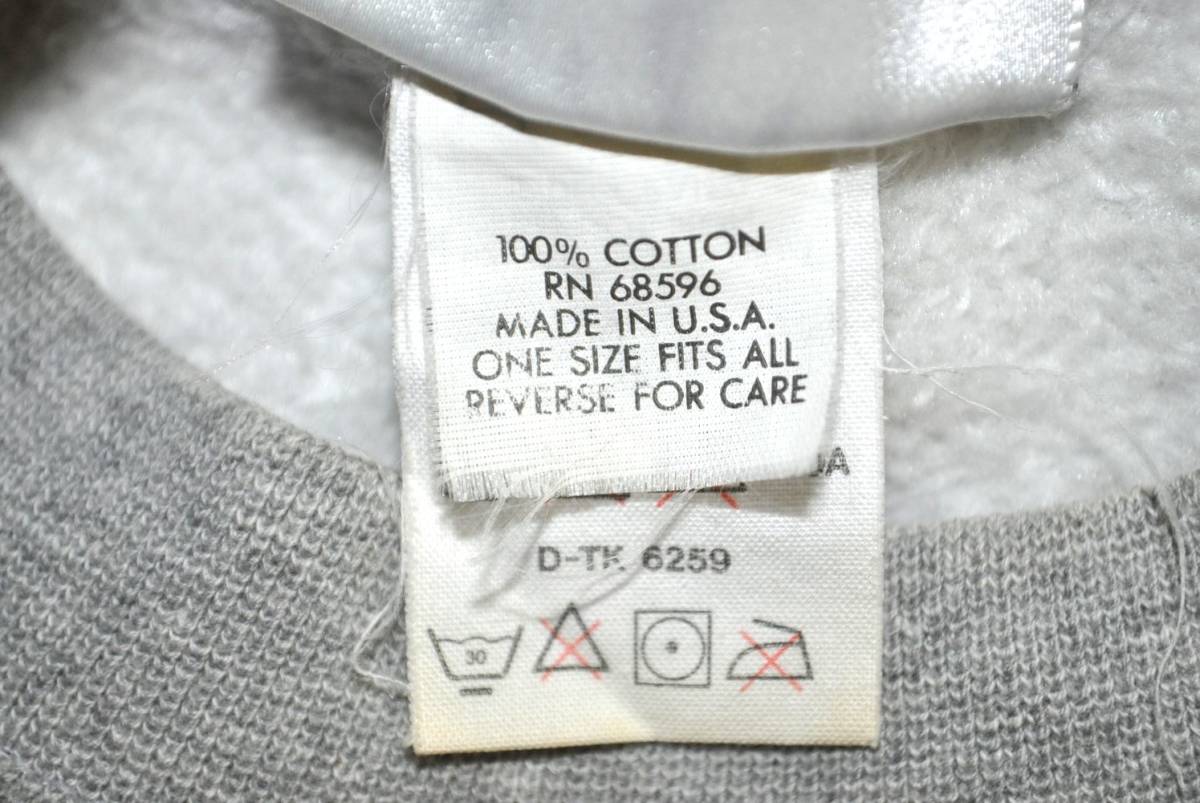 100% COTTON
RN 68596
MADE IN U.S.A.
ONE SIZE FITS ALL
REVERSE FOR CARE
D-TK 6259
30